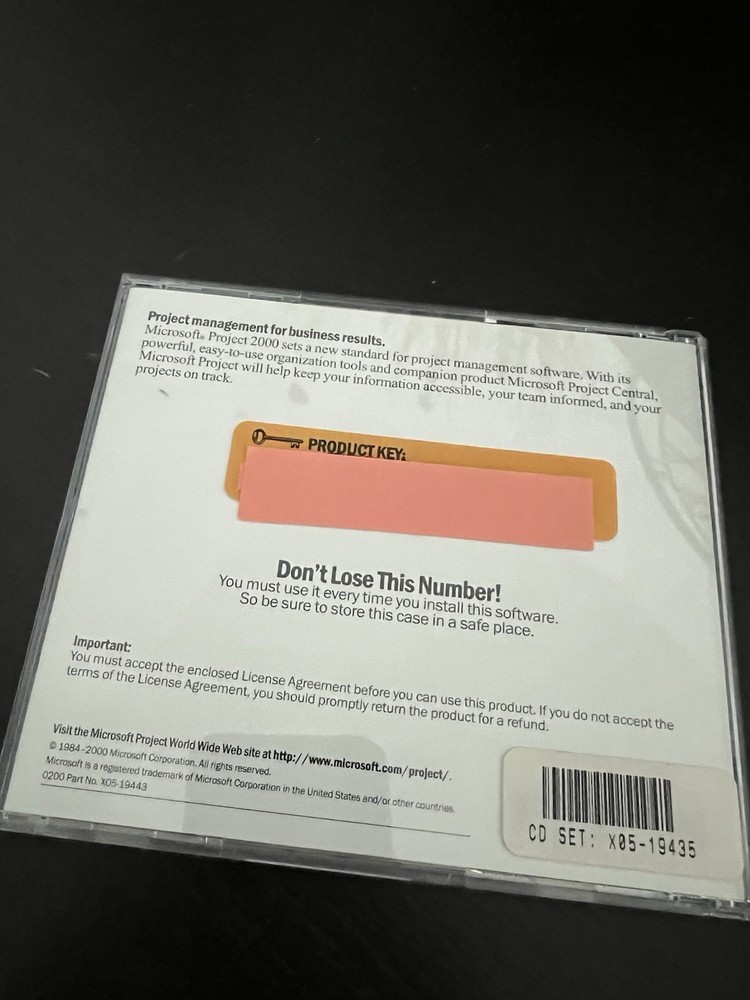 Project management for business results.
Microsoft® Project 2000 sets a new standard for project management software. With its
powerful, easy-to-use organization tools and companion product Microsoft Project Central,
Microsoft Project will help keep your information accessible, your team informed, and your
projects on track.
PRODUCT KEY:
Don't Lose This Number!
You must use it every time you install this software.
So be sure to store this case in a safe place.
Important:
You must accept the enclosed License Agreement before you can use this product. If you do not accept the
terms of the License Agreement, you should promptly return the product for a refund.
Visit the Microsoft Project World Wide Web site at http://www.microsoft.com/project/.
© 1984-2000 Microsoft Corporation. All rights reserved.
Microsoft is a registered trademark of Microsoft Corporation in the United States and/or other countries.
0200 Part No. X05-19443
CD SET: X05-19435